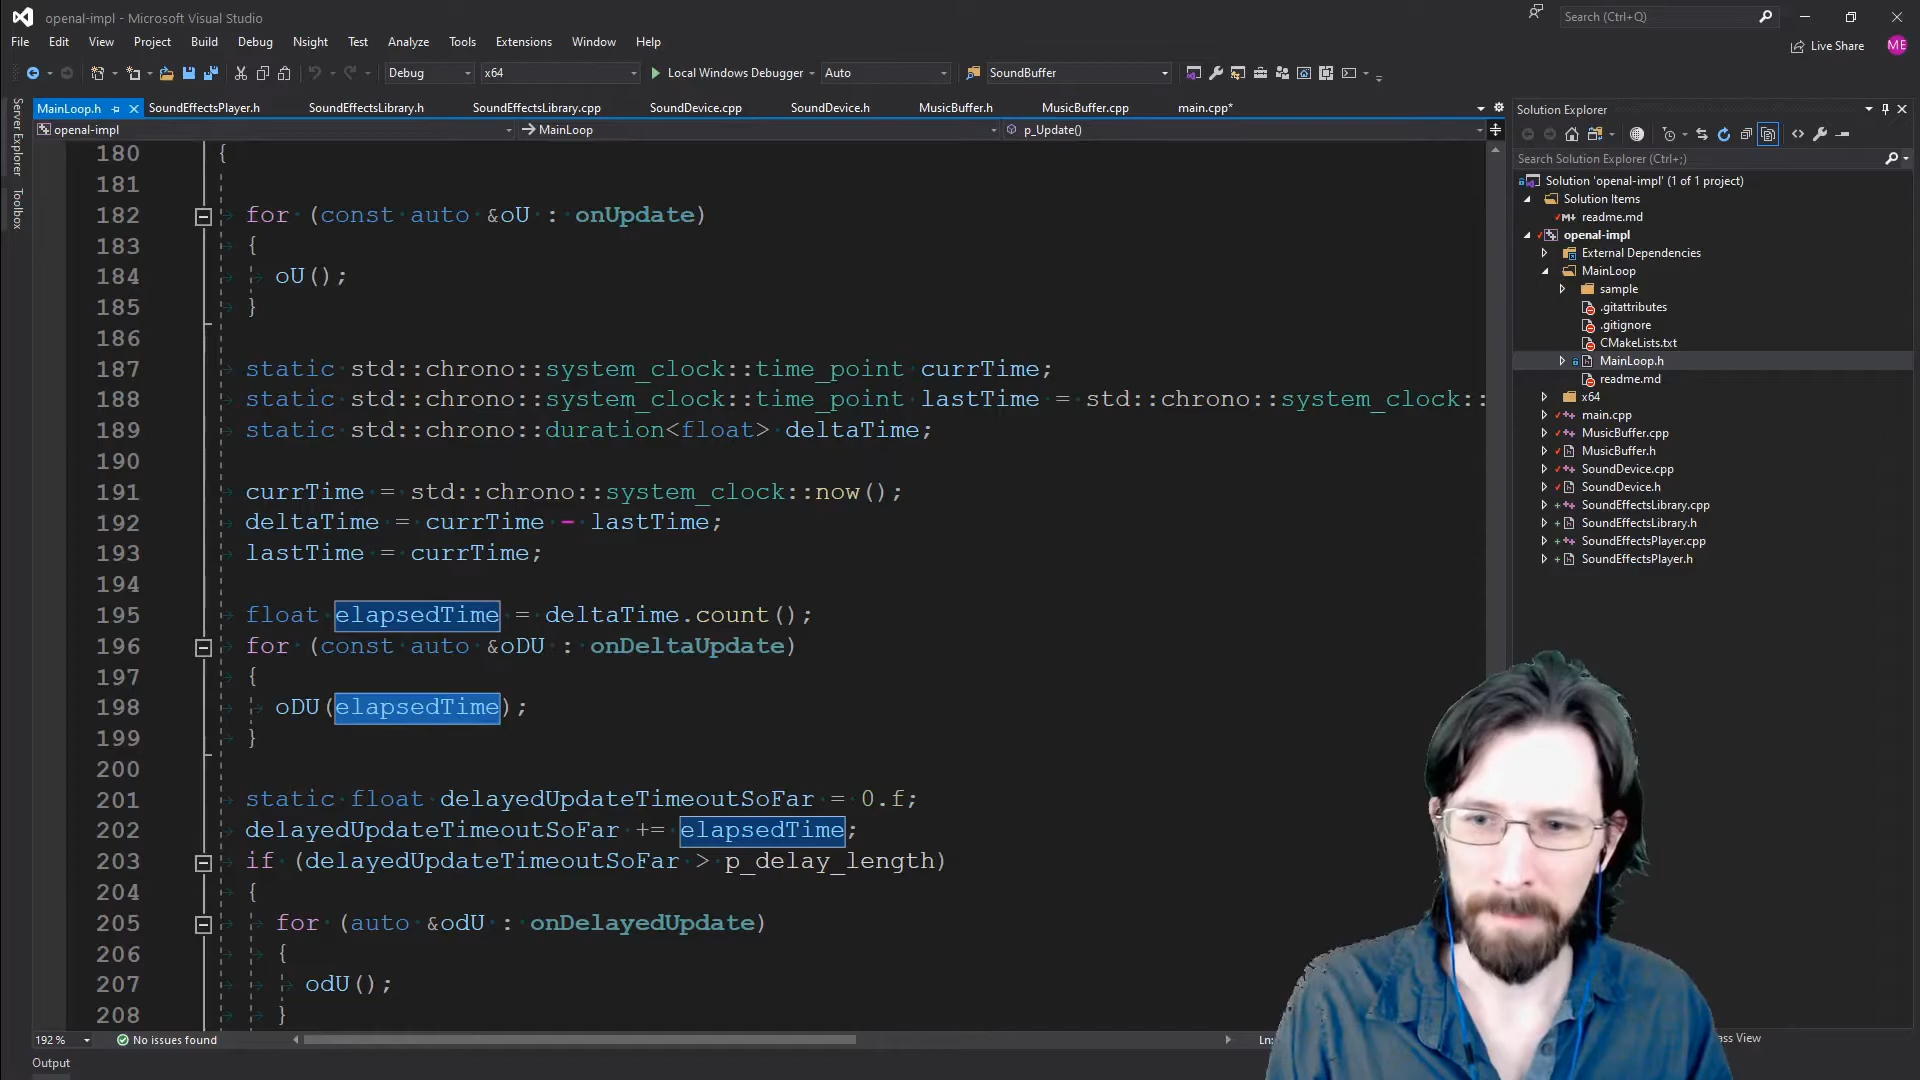 openal-impl - Microsoft Visual Studio
Search (Ctrl+Q)
File Edit View Project Build Debug Nsight Test Analyze Tools Extensions Window Help
Live Share
ME
Debug x64 Local Windows Debugger Auto SoundBuffer
MainLoop.h SoundEffectsPlayer.h SoundEffectsLibrary.h SoundEffectsLibrary.cpp SoundDevice.cpp SoundDevice.h MusicBuffer.h MusicBuffer.cpp main.cpp*
openal-impl MainLoop p_Update()
Server Explorer
Toolbox
180 {
181
182 for (const auto &oU : onUpdate)
183 {
184 oU();
185 }
186
187 static std::chrono::system_clock::time_point currTime;
188 static std::chrono::system_clock::time_point lastTime = std::chrono::system_clock::
189 static std::chrono::duration<float> deltaTime;
190
191 currTime = std::chrono::system_clock::now();
192 deltaTime = currTime - lastTime;
193 lastTime = currTime;
194
195 float elapsedTime = deltaTime.count();
196 for (const auto &oDU : onDeltaUpdate)
197 {
198 oDU(elapsedTime);
199 }
200
201 static float delayedUpdateTimeoutSoFar = 0.f;
202 delayedUpdateTimeoutSoFar += elapsedTime;
203 if (delayedUpdateTimeoutSoFar > p_delay_length)
204 {
205 for (auto &odU : onDelayedUpdate)
206 {
207 odU();
208 }
192 % No issues found Ln:
Output
Solution Explorer
Search Solution Explorer (Ctrl+;)
Solution 'openal-impl' (1 of 1 project)
Solution Items
readme.md
openal-impl
External Dependencies
MainLoop
sample
.gitattributes
.gitignore
CMakeLists.txt
MainLoop.h
readme.md
x64
main.cpp
MusicBuffer.cpp
MusicBuffer.h
SoundDevice.cpp
SoundDevice.h
SoundEffectsLibrary.cpp
SoundEffectsLibrary.h
SoundEffectsPlayer.cpp
SoundEffectsPlayer.h
ass View